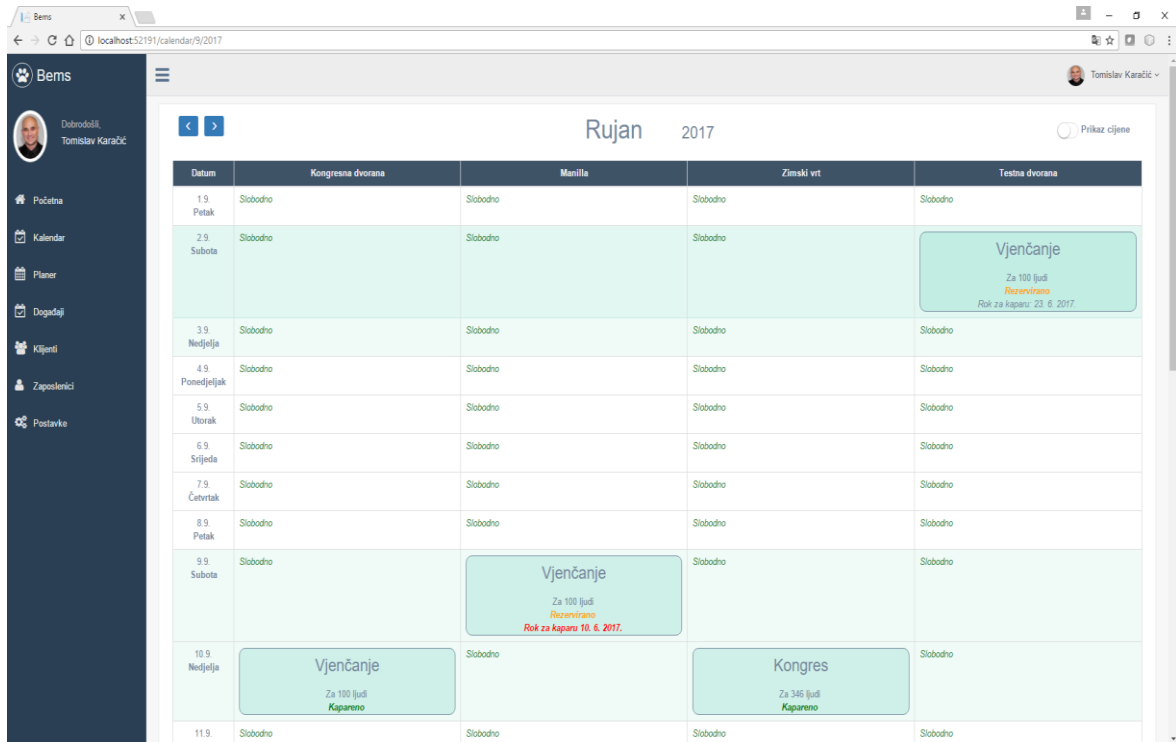 Bems
localhost:52191/calendar/9/2017
Bems
Tomislav Karačić
Dobrodošli,
Tomislav Karačić
Početna
Kalendar
Planer
Događaji
Klijenti
Zaposlenici
Postavke
Rujan 2017
Prikaz cijene
Datum Kongresna dvorana Manilla Zimski vrt Testna dvorana
1.9. Slobodno Slobodno Slobodno Slobodno
Petak
2.9. Slobodno Slobodno Slobodno
Subota
Vjenčanje
Za 100 ljudi
Rezervirano
Rok za kaparu: 23. 6. 2017.
3.9. Slobodno Slobodno Slobodno Slobodno
Nedjelja
4.9. Slobodno Slobodno Slobodno Slobodno
Ponedjeljak
5.9. Slobodno Slobodno Slobodno Slobodno
Utorak
6.9. Slobodno Slobodno Slobodno Slobodno
Srijeda
7.9. Slobodno Slobodno Slobodno Slobodno
Četvrtak
8.9. Slobodno Slobodno Slobodno Slobodno
Petak
9.9. Slobodno Slobodno Slobodno
Subota
Vjenčanje
Za 100 ljudi
Rezervirano
Rok za kaparu 10. 6. 2017.
10.9. Slobodno Slobodno
Nedjelja
Vjenčanje Kongres
Za 100 ljudi Za 346 ljudi
Kapareno Kapareno
11.9. Slobodno Slobodno Slobodno Slobodno